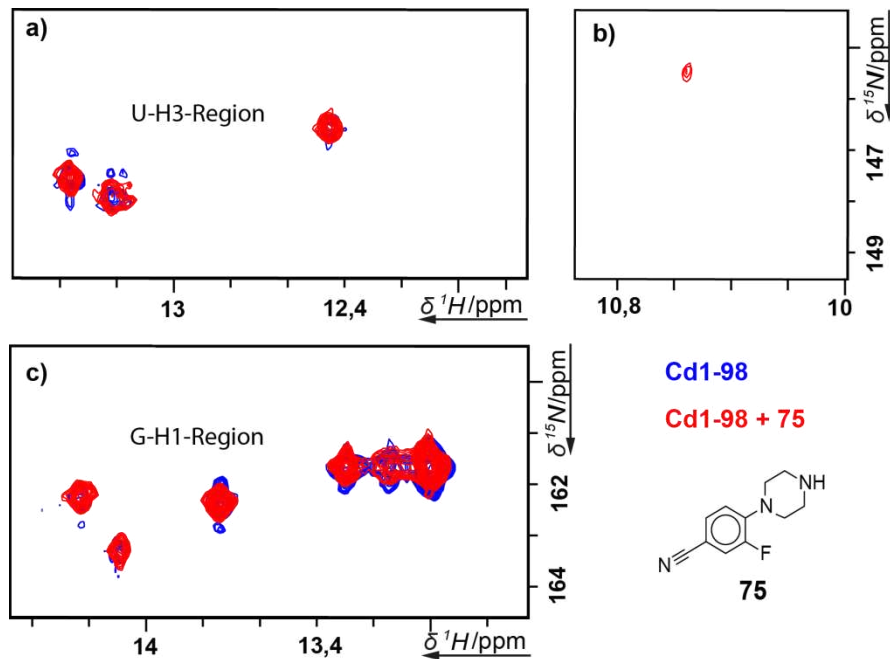 a)
U-H3-Region
13
12,4
δ ¹H/ppm
b)
δ ¹⁵N/ppm
147
149
10,8
10
c)
G-H1-Region
δ ¹⁵N/ppm
162
164
14
13,4
δ ¹H/ppm
Cd1-98
Cd1-98 + 75
NH
N
F
N
75